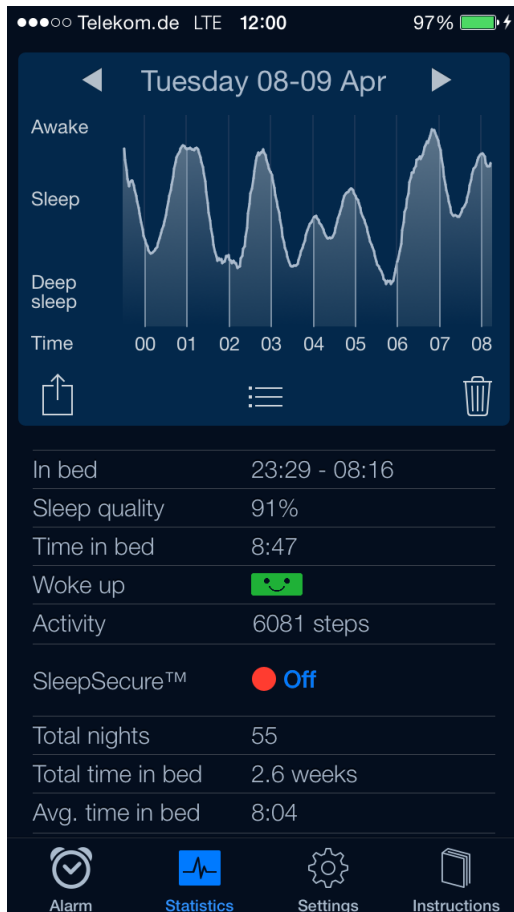 Telekom.de LTE 12:00 97%
Tuesday 08-09 Apr
Awake
Sleep
Deep
sleep
Time 00 01 02 03 04 05 06 07 08
In bed 23:29 - 08:16
Sleep quality 91%
Time in bed 8:47
Woke up
Activity 6081 steps
SleepSecure™ Off
Total nights 55
Total time in bed 2.6 weeks
Avg. time in bed 8:04
Alarm Statistics Settings Instructions